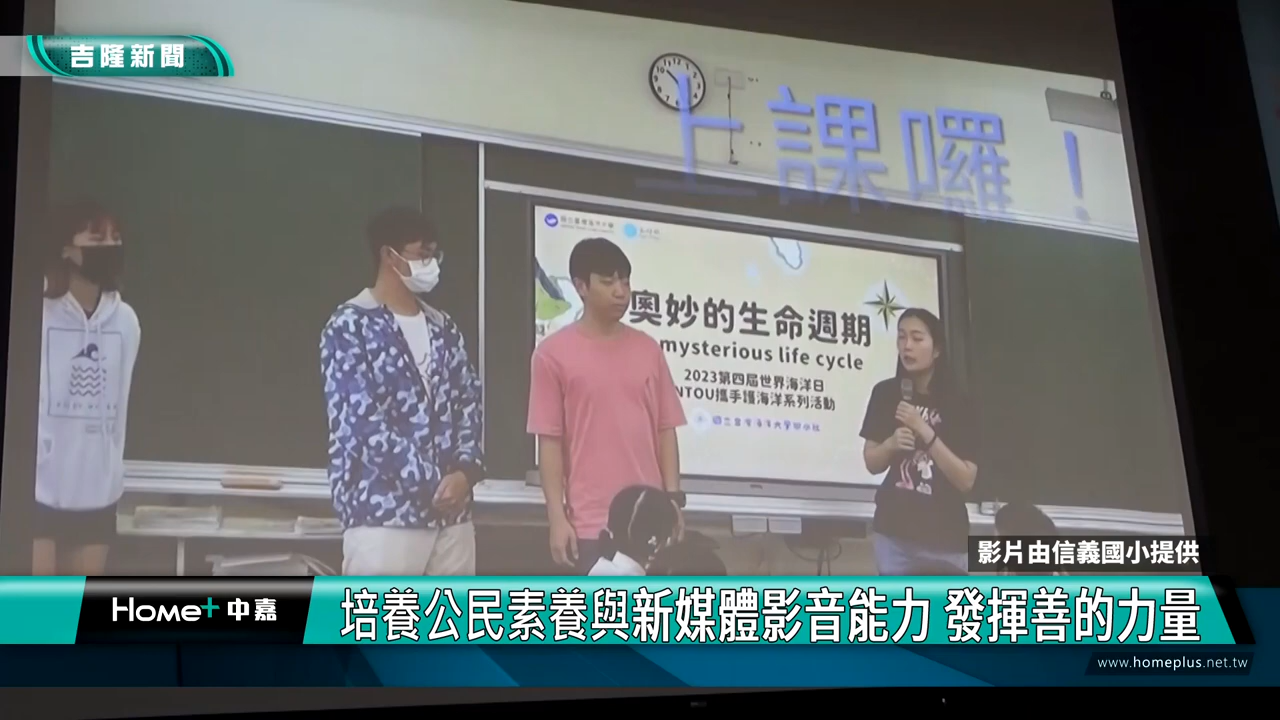 吉隆新聞
上課囉！
奧妙的生命週期
mysterious life cycle
2023第四屆世界海洋日
NTOU攜手護海洋系列活動
影片由信義國小提供
Home+中嘉
培養公民素養與新媒體影音能力 發揮善的力量
www.homeplus.net.tw